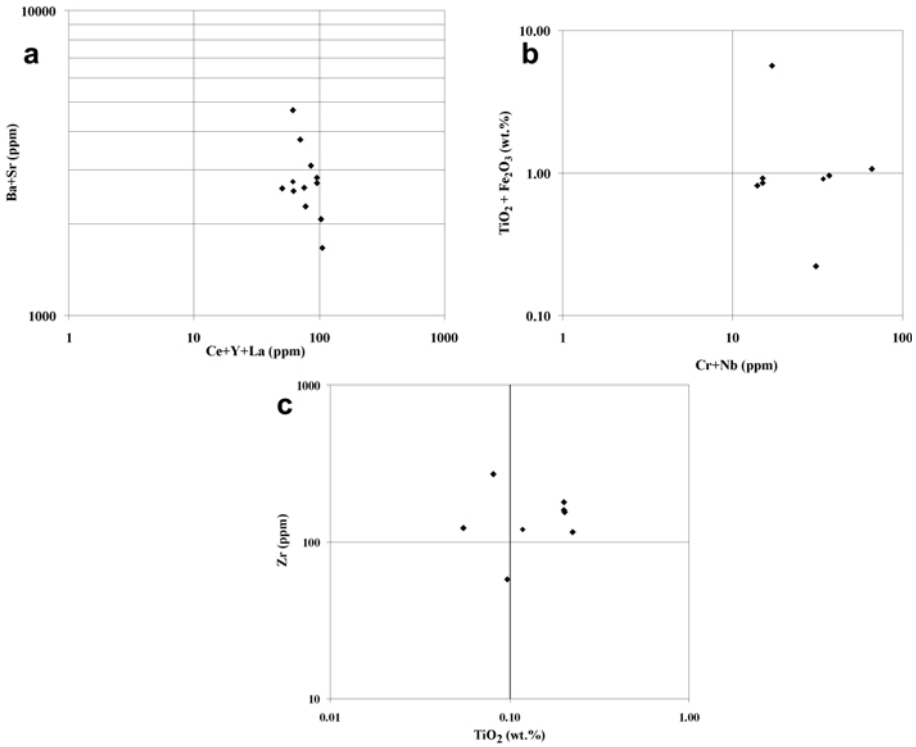 a
10000
Ba+Sr (ppm)
1000
1 10 100 1000
Ce+Y+La (ppm)
b
10.00
TiO₂ + Fe₂O₃ (wt.%)
1.00
0.10
1 10 100
Cr+Nb (ppm)
c
1000
Zr (ppm)
100
10
0.01 0.10 1.00
TiO₂ (wt.%)